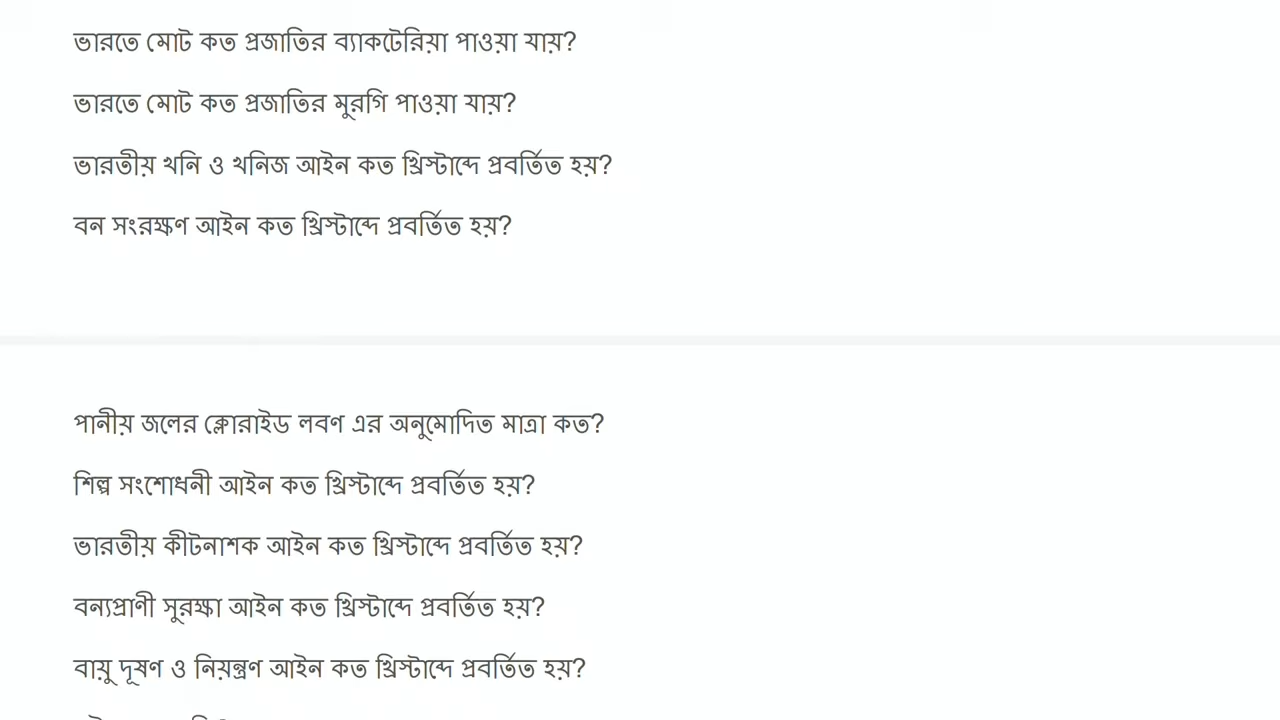 ভারতে মোট কত প্রজাতির ব্যাকটেরিয়া পাওয়া যায়?
ভারতে মোট কত প্রজাতির মুরগি পাওয়া যায়?
ভারতীয় খনি ও খনিজ আইন কত খ্রিস্টাব্দে প্রবর্তিত হয়?
বন সংরক্ষণ আইন কত খ্রিস্টাব্দে প্রবর্তিত হয়?
পানীয় জলের ক্লোরাইড লবণ এর অনুমোদিত মাত্রা কত?
শিল্প সংশোধনী আইন কত খ্রিস্টাব্দে প্রবর্তিত হয়?
ভারতীয় কীটনাশক আইন কত খ্রিস্টাব্দে প্রবর্তিত হয়?
বন্যপ্রাণী সুরক্ষা আইন কত খ্রিস্টাব্দে প্রবর্তিত হয়?
বায়ু দূষণ ও নিয়ন্ত্রণ আইন কত খ্রিস্টাব্দে প্রবর্তিত হয়?